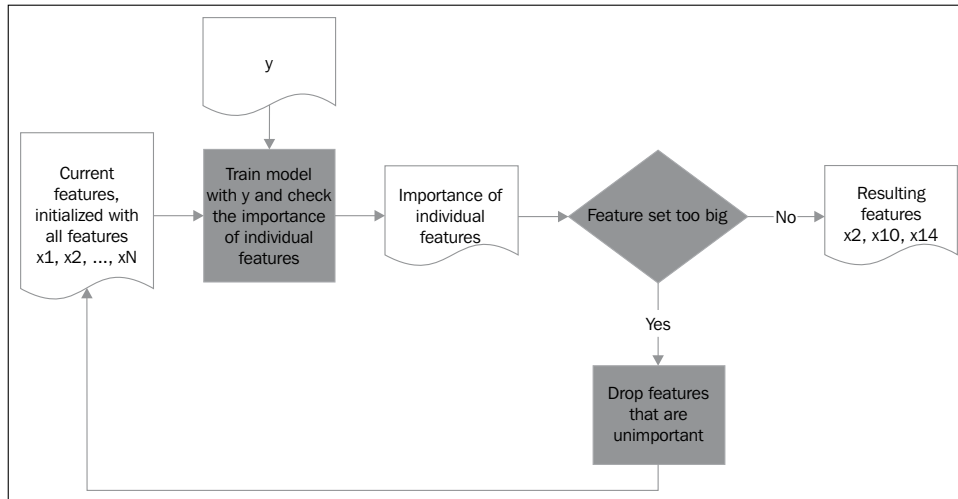 y
Current
features,
initialized with
all features
x1, x2, ..., xN
Train model
with y and check
the importance
of individual
features
Importance of
individual
features
Feature set too big
No
Resulting
features
x2, x10, x14
Yes
Drop features
that are
unimportant